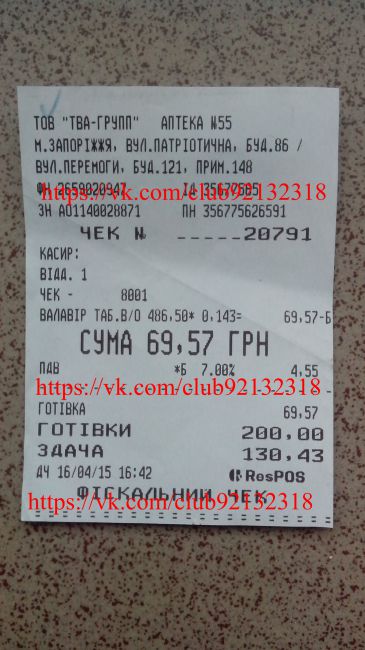 ТОВ "ТВА-ГРУПП" АПТЕКА №55
М.ЗАПОРІЖЖЯ, ВУЛ.ПАТРІОТИЧНА, БУД.86 /
ВУЛ.ПЕРЕМОГИ, БУД.121, ПРИМ.148
https://vk.com/club92132318
ЗН АО1140028871 ПН 356775626591
ЧЕК № _____20791
КАСИР:
ВІДД. 1
ЧЕК - 8001
ВАЛАВІР ТАБ.В/О 486,50* 0,143= 69,57-Б
СУМА 69,57 ГРН
ПДВ *Б 7.00% 4,55
https://vk.com/club92132318
ГОТІВКА 69,57
ГОТІВКИ 200,00
ЗДАЧА 130,43
ДЧ 16/04/15 16:42 ResPOS
https://vk.com/club92132318
ФІСКАЛЬНИЙ ЧЕК